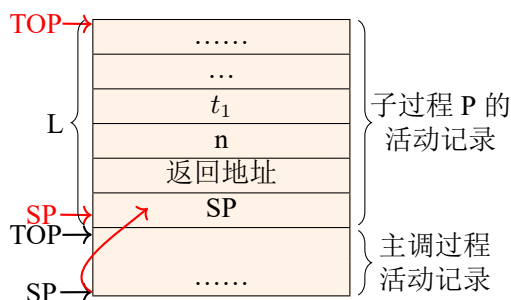 TOP
......
...
t₁
L
子过程 P 的
活动记录
n
返回地址
SP
SP
TOP
主调过程
活动记录
SP
......